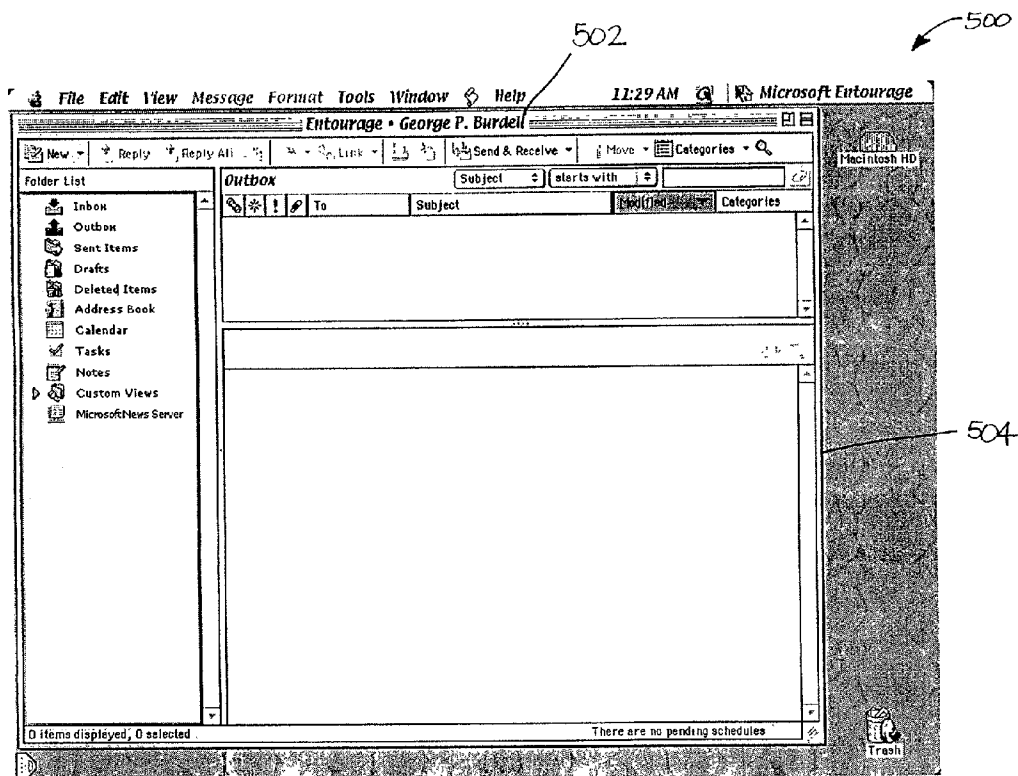 500
502
File Edit View Message Format Tools Window Help 11:29 AM Microsoft Entourage
Entourage • George P. Burdell
New Reply Reply All Link Send & Receive Move Categories
Macintosh HD
Folder List
Outbox Subject starts with
To Subject Modified Categories
Inbox
Outbox
Sent Items
Drafts
Deleted Items
Address Book
Calendar
Tasks
Notes
Custom Views
Microsoft News Server
504
0 items displayed, 0 selected
There are no pending schedules
Trash